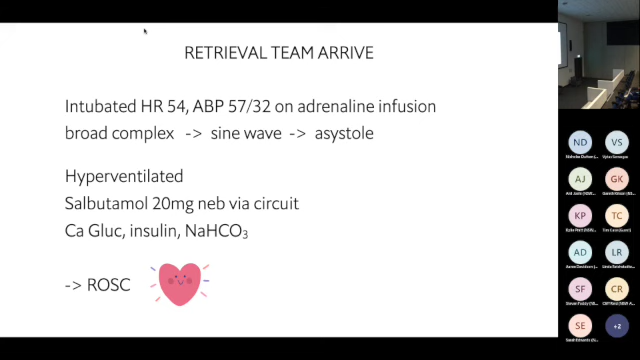 RETRIEVAL TEAM ARRIVE
Intubated HR 54, ABP 57/32 on adrenaline infusion
broad complex -> sine wave -> asystole
Hyperventilated
Salbutamol 20mg neb via circuit
Ca Gluc, insulin, NaHCO₃
-> ROSC
ND
VS
AJ
GK
KP
TC
AD
LR
SF
CR
SE
+2